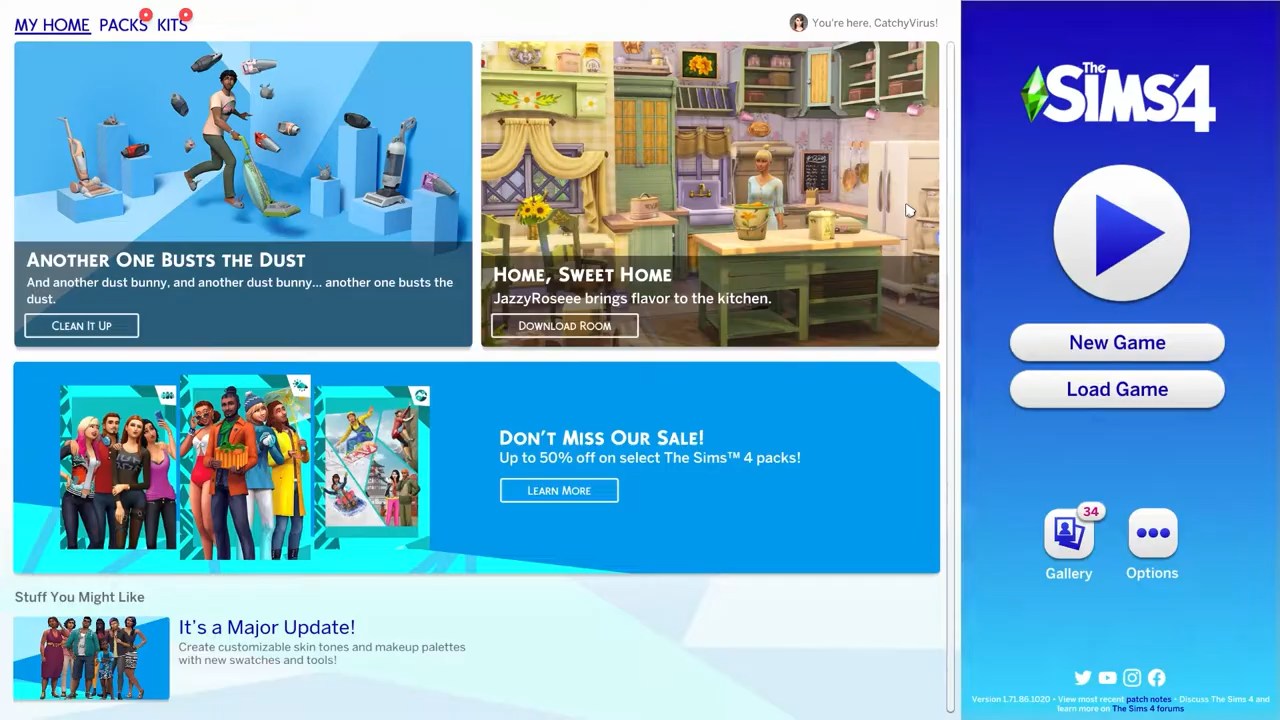 MY HOME PACKS KITS
You're here, CatchyVirus!
ANOTHER ONE BUSTS THE DUST
And another dust bunny, and another dust bunny... another one busts the
dust.
CLEAN IT UP
HOME, SWEET HOME
JazzyRoseee brings flavor to the kitchen.
DOWNLOAD ROOM
DON'T MISS OUR SALE!
Up to 50% off on select The Sims™ 4 packs!
LEARN MORE
Stuff You Might Like
It's a Major Update!
Create customizable skin tones and makeup palettes
with new swatches and tools!
The SIMS 4
New Game
Load Game
34
Gallery
Options
Version 1.71.86.1020 • View most recent patch notes • Discuss The Sims 4 and
learn more on The Sims 4 forums